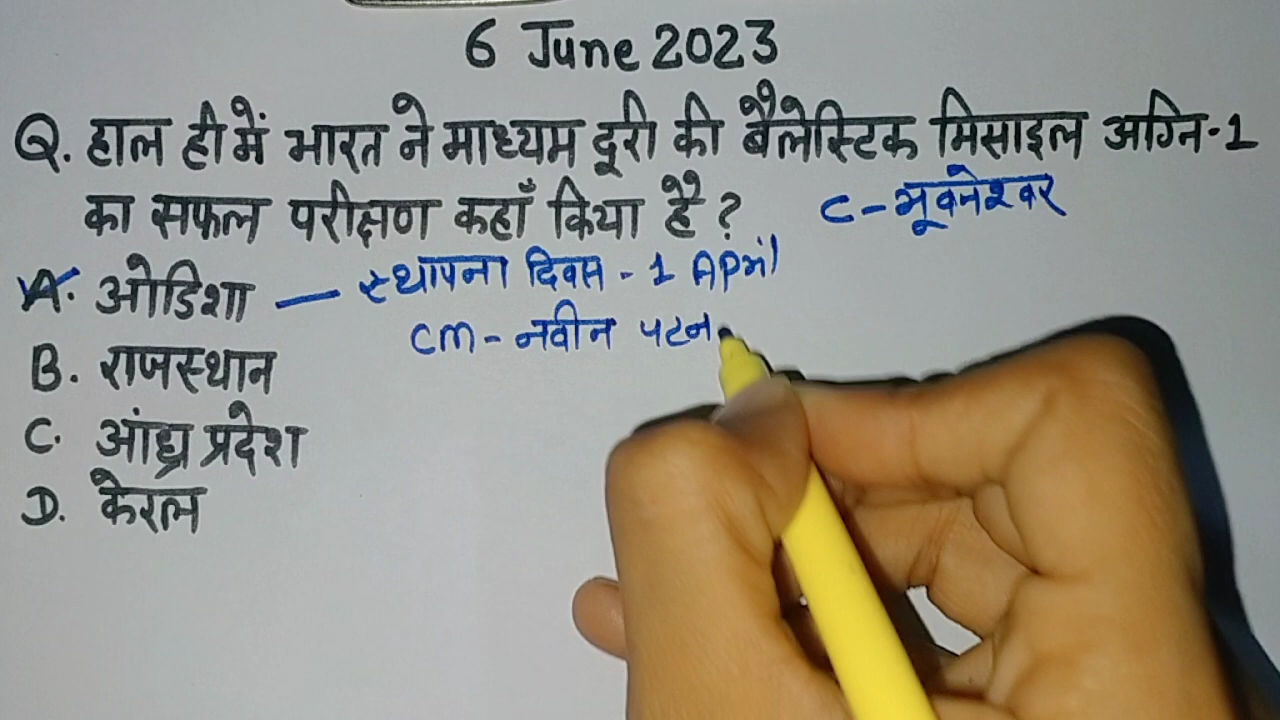 6 June 2023
Q. हाल ही में भारत ने माध्यम दूरी की बैलेस्टिक मिसाइल अग्नि-1
का सफल परीक्षण कहाँ किया है ?
C-भूवनेश्वर
A. ओडिशा — स्थापना दिवस - 1 April
CM - नवीन पटन
B. राजस्थान
C. आंध्र प्रदेश
D. केरल